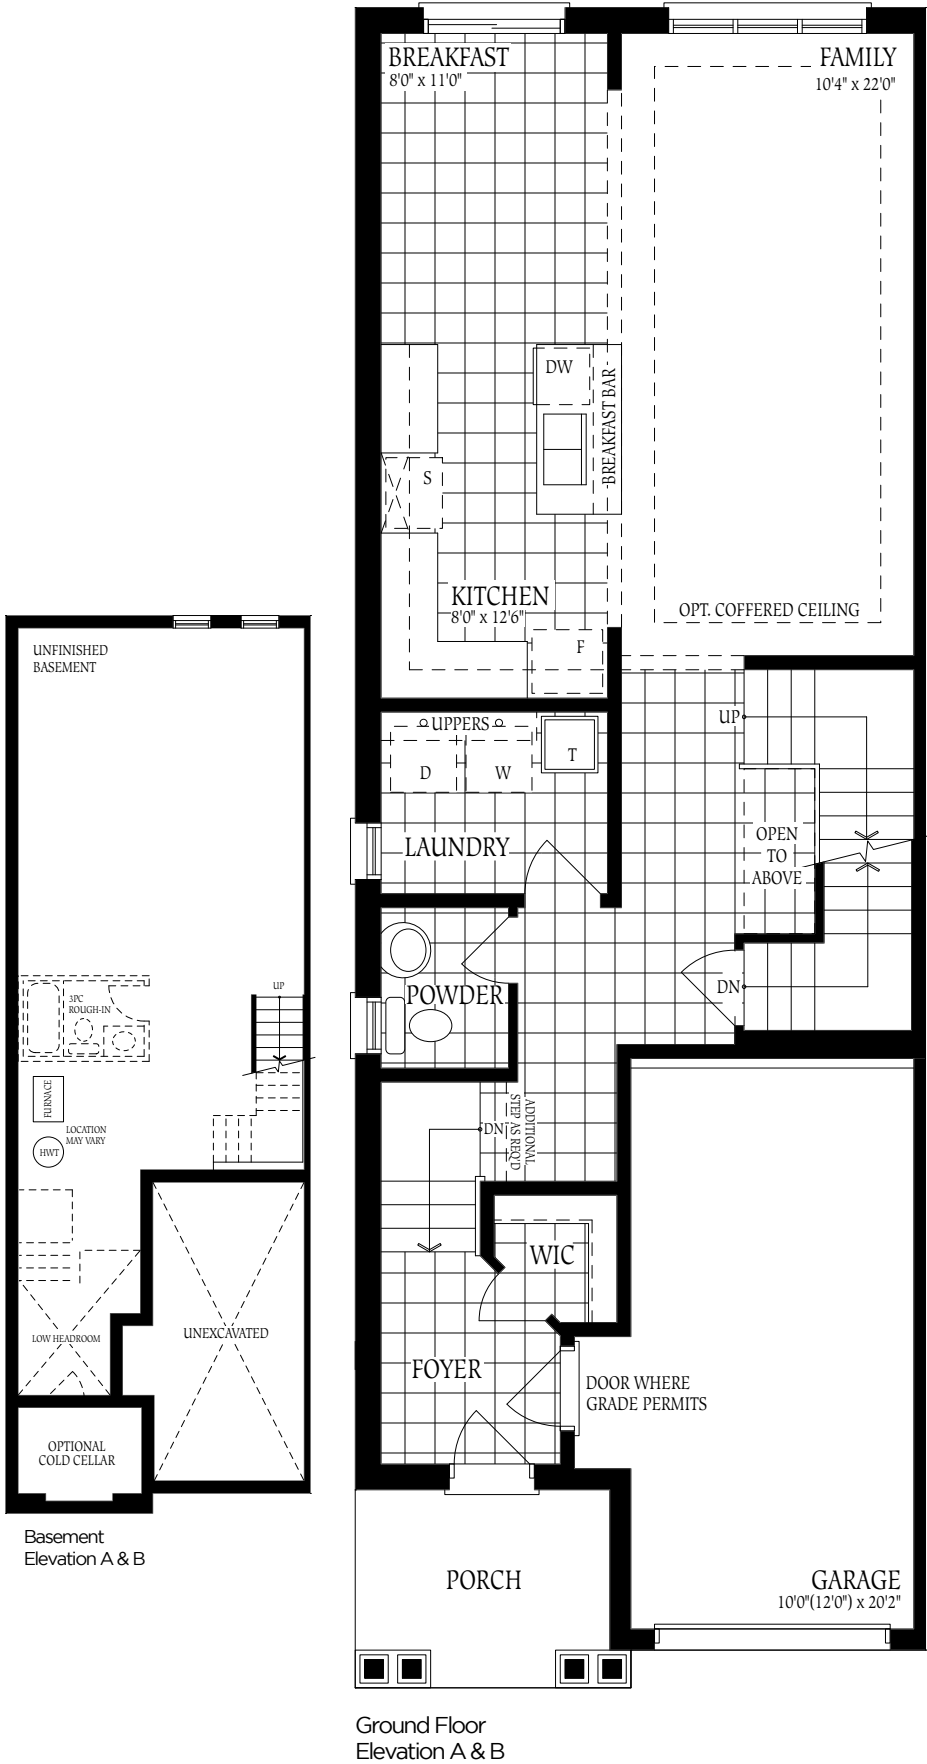 BREAKFAST
8'0" x 11'0"
FAMILY
10'4" x 22'0"
DW
BREAKFAST BAR
S
KITCHEN
8'0" x 12'6"
OPT. COFFERED CEILING
F
UPPERS
D
W
T
UP
LAUNDRY
OPEN
TO
ABOVE
POWDER
DN
DN
ADDITIONAL
STEP AS REQ'D
WIC
FOYER
DOOR WHERE
GRADE PERMITS
PORCH
GARAGE
10'0"(12'0") x 20'2"
Ground Floor
Elevation A & B
UNFINISHED
BASEMENT
3PC
ROUGH-IN
UP
FURNACE
LOCATION
MAY VARY
HWT
LOW HEADROOM
UNEXCAVATED
OPTIONAL
COLD CELLAR
Basement
Elevation A & B